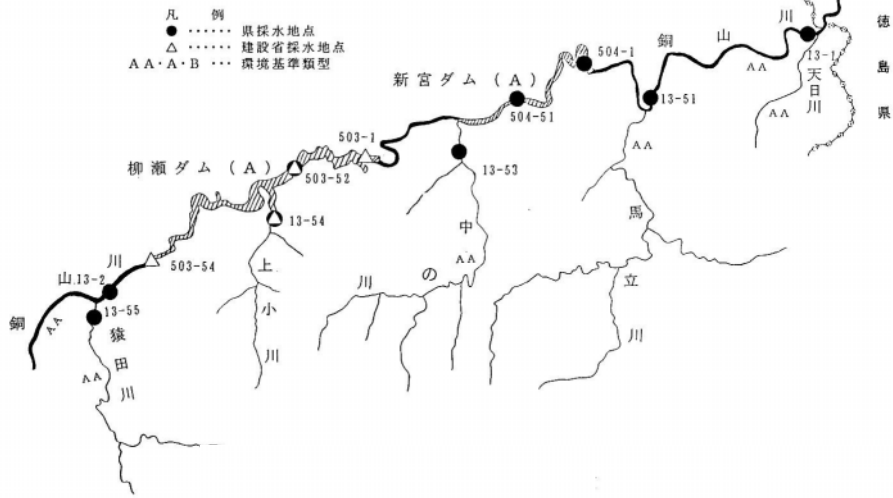 凡　例
● ‥‥‥ 県採水地点
△ ‥‥‥ 建設省採水地点
AA・A・B ‥‥ 環境基準類型
徳島県
銅山川
13-1
天日川
AA
AA
504-1
新宮ダム(A)
504-51
13-51
AA
馬立川
503-1
柳瀬ダム(A)
503-52
13-53
中の川
AA
13-54
上小川
503-54
銅山川
13-2
AA
13-55
猿田川
AA